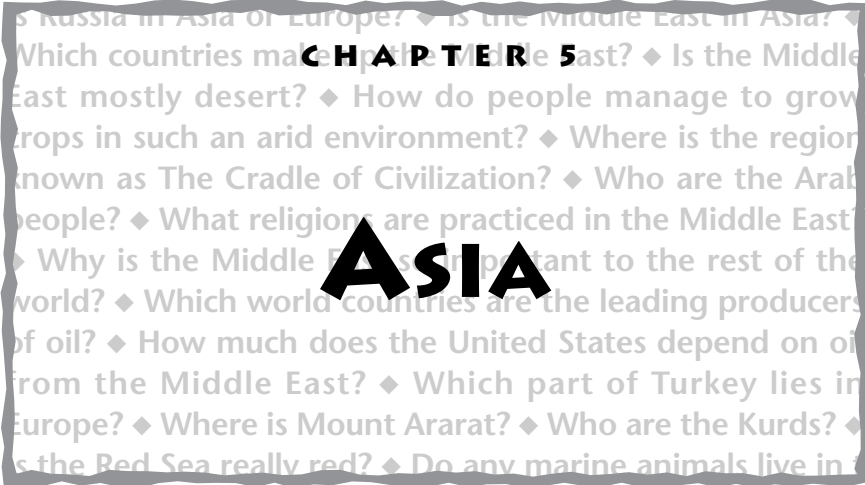 s Russia in Asia or Europe? ◆ Is the Middle East in Asia? ◆
Which countries make up the Middle East? ◆ Is the Middle
CHAPTER 5
East mostly desert? ◆ How do people manage to grow
crops in such an arid environment? ◆ Where is the region
known as The Cradle of Civilization? ◆ Who are the Arab
people? ◆ What religions are practiced in the Middle East?
◆ Why is the Middle East so important to the rest of the
ASIA
world? ◆ Which world countries are the leading producers
of oil? ◆ How much does the United States depend on oi
from the Middle East? ◆ Which part of Turkey lies in
Europe? ◆ Where is Mount Ararat? ◆ Who are the Kurds? ◆
s the Red Sea really red? ◆ Do any marine animals live in